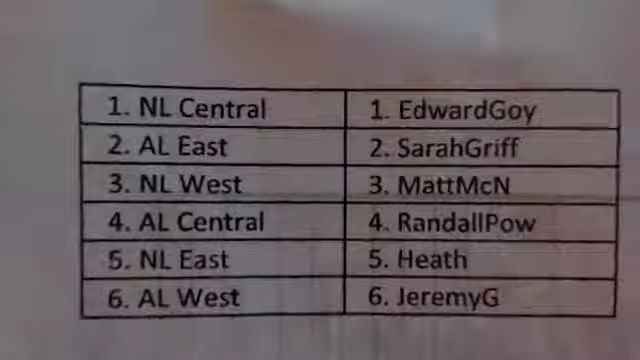 1. NL Central 1. EdwardGoy
2. AL East 2. SarahGriff
3. NL West 3. MattMcN
4. AL Central 4. RandallPow
5. NL East 5. Heath
6. AL West 6. JeremyG